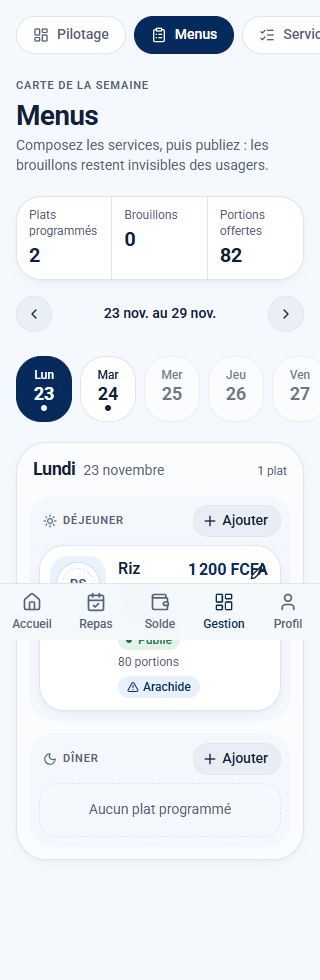 Pilotage
Menus
CARTE DE LA SEMAINE
Menus
Composez les services, puis publiez : les
brouillons restent invisibles des usagers.
Plats
programmés
2
Brouillons
0
Portions
offertes
82
23 nov. au 29 nov.
Lun
23
Mar
24
Mer
25
Jeu
26
Ven
27
Lundi 23 novembre
1 plat
DÉJEUNER
Ajouter
Riz
1 200 FCFA
Accueil
Repas
Solde
Gestion
Profil
Publié
80 portions
Arachide
DÎNER
Ajouter
Aucun plat programmé